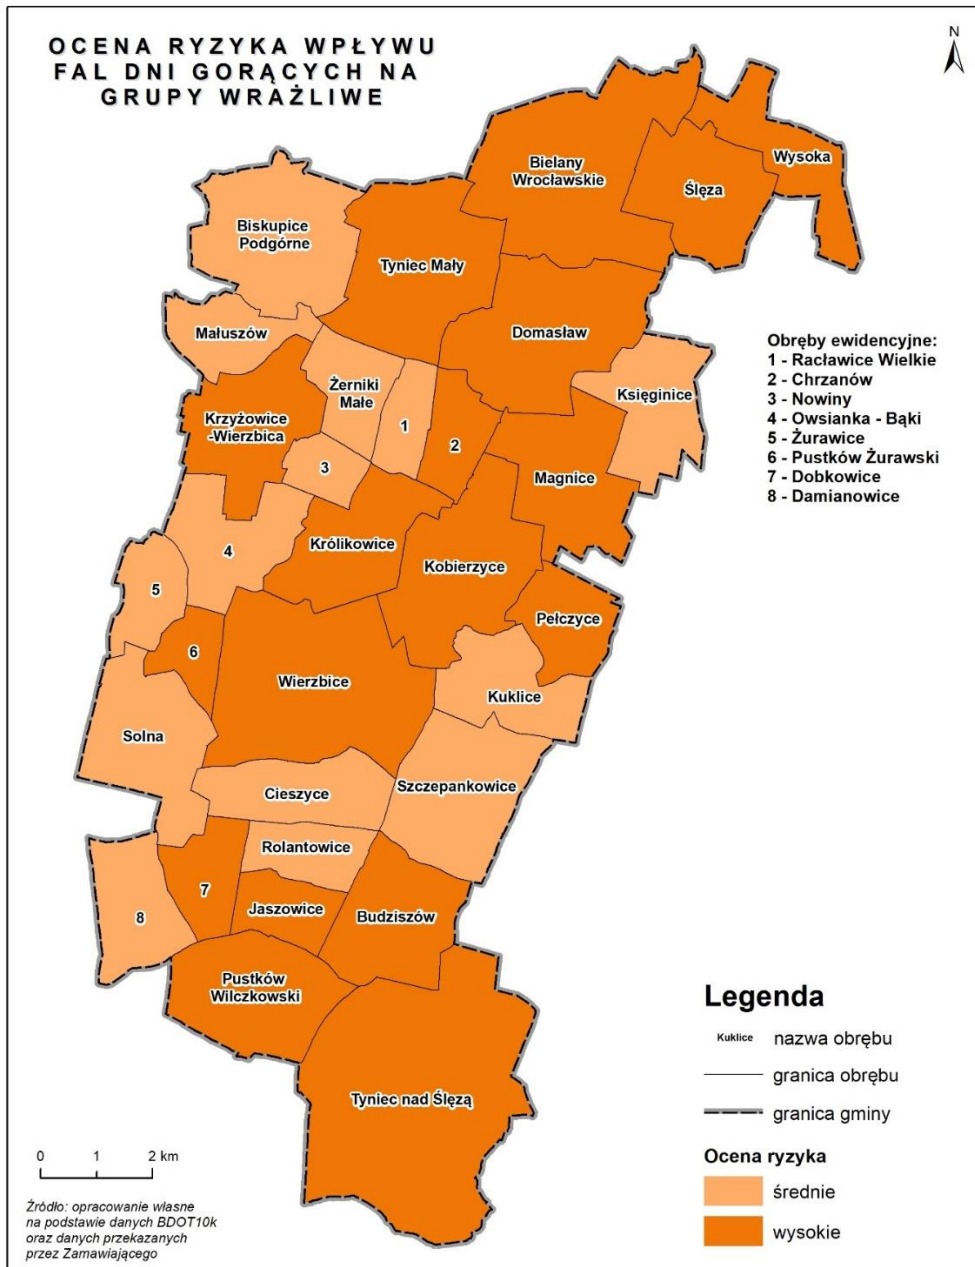 OCENA RYZYKA WPŁYWU
FAL DNI GORĄCYCH NA
GRUPY WRAŻLIWE
N
Wysoka
Bielany
Wrocławskie
Ślęza
Biskupice
Podgórne
Tyniec Mały
Małuszów
Domasław
Żerniki
Małe
Księginice
Krzyżowice
-Wierzbica
1
2
3
Magnice
Królikowice
4
Kobierzyce
5
Pełczyce
6
Wierzbice
Kuklice
Solna
Szczepankowice
Cieszyce
Rolantowice
7
Jaszowice
Budziszów
8
Pustków
Wilczkowski
Tyniec nad Ślęzą
Obręby ewidencyjne:
1 - Racławice Wielkie
2 - Chrzanów
3 - Nowiny
4 - Owsianka - Bąki
5 - Żurawice
6 - Pustków Żurawski
7 - Dobkowice
8 - Damianowice
Legenda
Kuklice nazwa obrębu
granica obrębu
granica gminy
Ocena ryzyka
średnie
wysokie
0 1 2 km
Źródło: opracowanie własne
na podstawie danych BDOT10k
oraz danych przekazanych
przez Zamawiającego